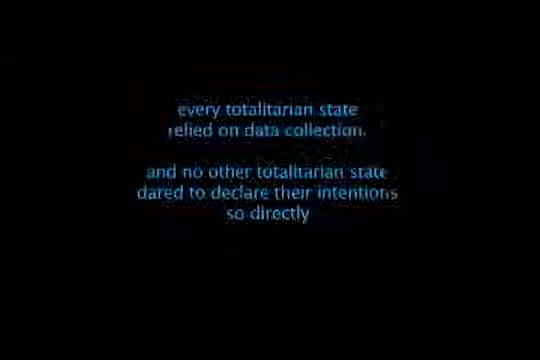 every totalitarian state
relied on data collection.
and no other totalitarian state
dared to declare their intentions
so directly